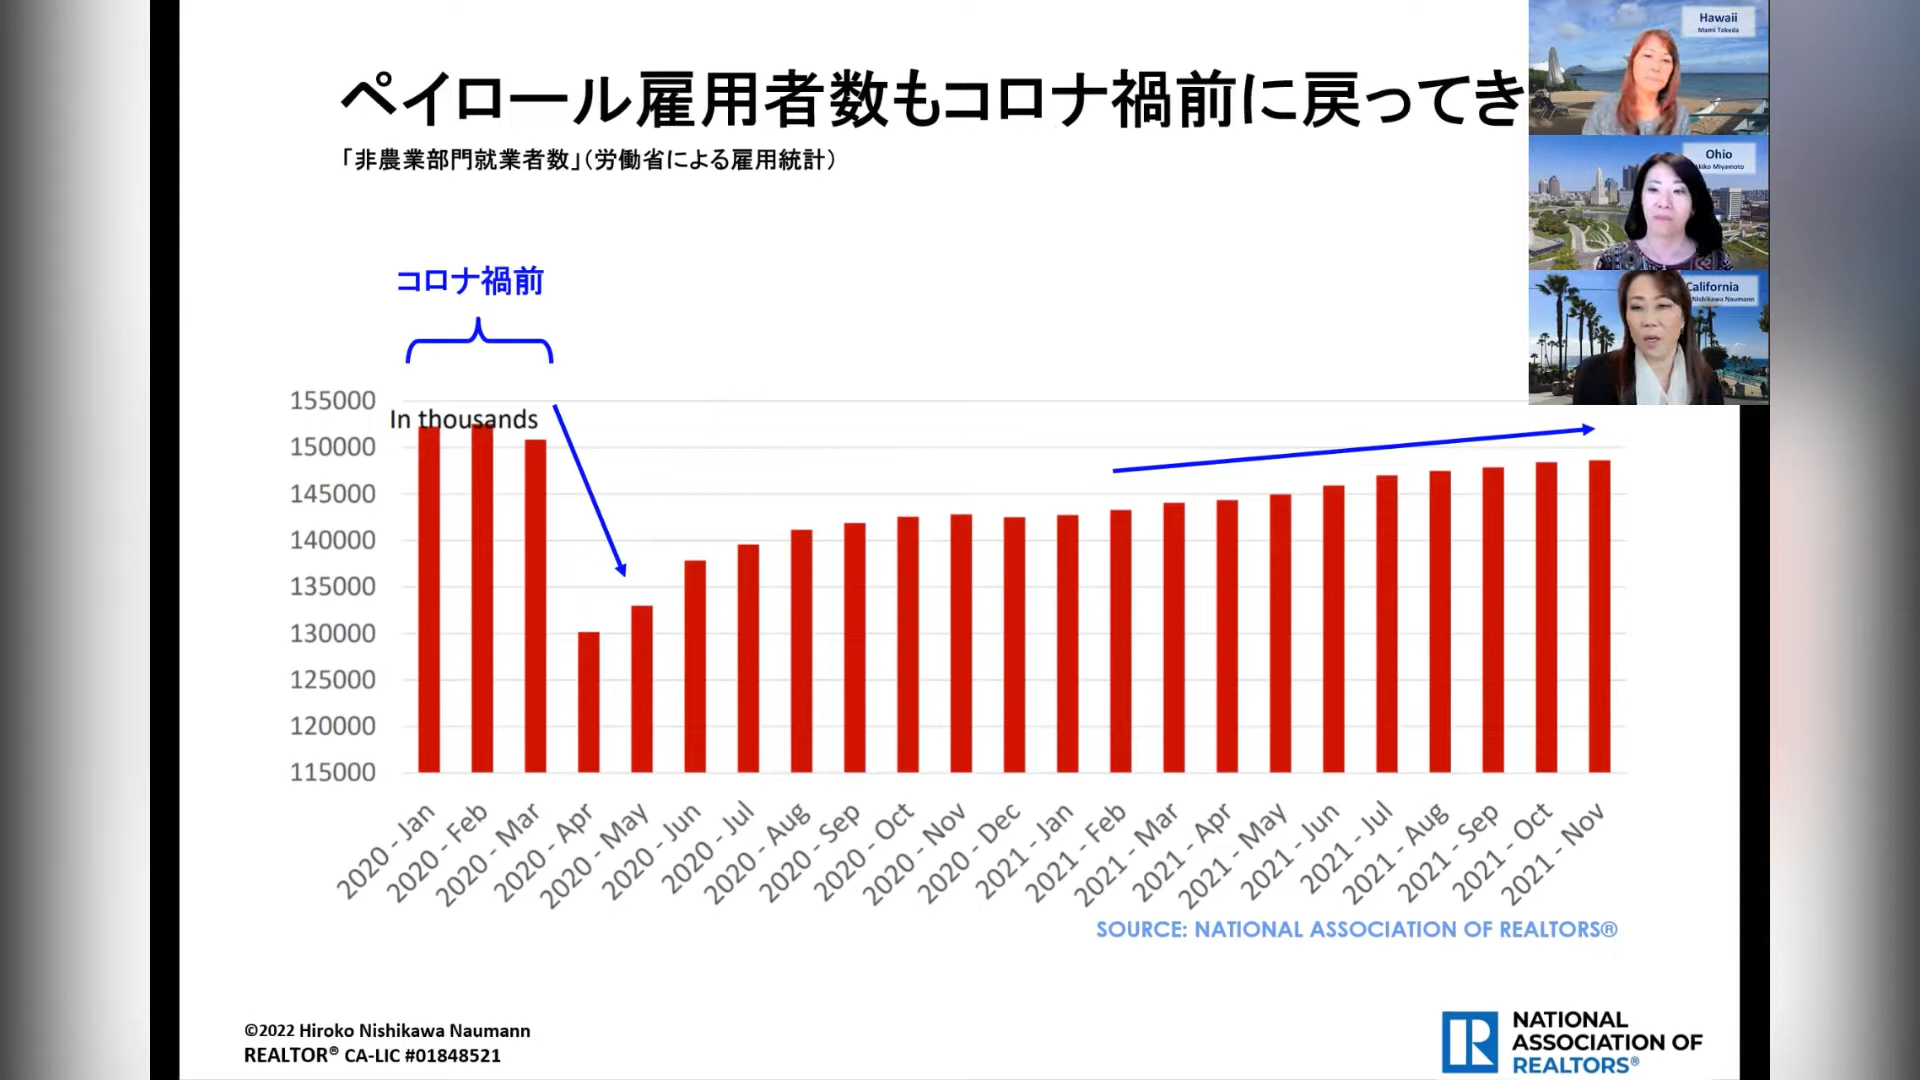 ペイロール雇用者数もコロナ禍前に戻ってき
「非農業部門就業者数」（労働省による雇用統計）
Hawaii
Mami Takeda
Ohio
Akiko Miyamoto
California
Nishikawa Naumann
コロナ禍前
155000
In thousands
150000
145000
140000
135000
130000
125000
120000
115000
2020 - Jan
2020 - Feb
2020 - Mar
2020 - Apr
2020 - May
2020 - Jun
2020 - Jul
2020 - Aug
2020 - Sep
2020 - Oct
2020 - Nov
2020 - Dec
2021 - Jan
2021 - Feb
2021 - Mar
2021 - Apr
2021 - May
2021 - Jun
2021 - Jul
2021 - Aug
2021 - Sep
2021 - Oct
2021 - Nov
SOURCE: NATIONAL ASSOCIATION OF REALTORS®
©2022 Hiroko Nishikawa Naumann
REALTOR® CA-LIC #01848521
R
NATIONAL
ASSOCIATION OF
REALTORS®